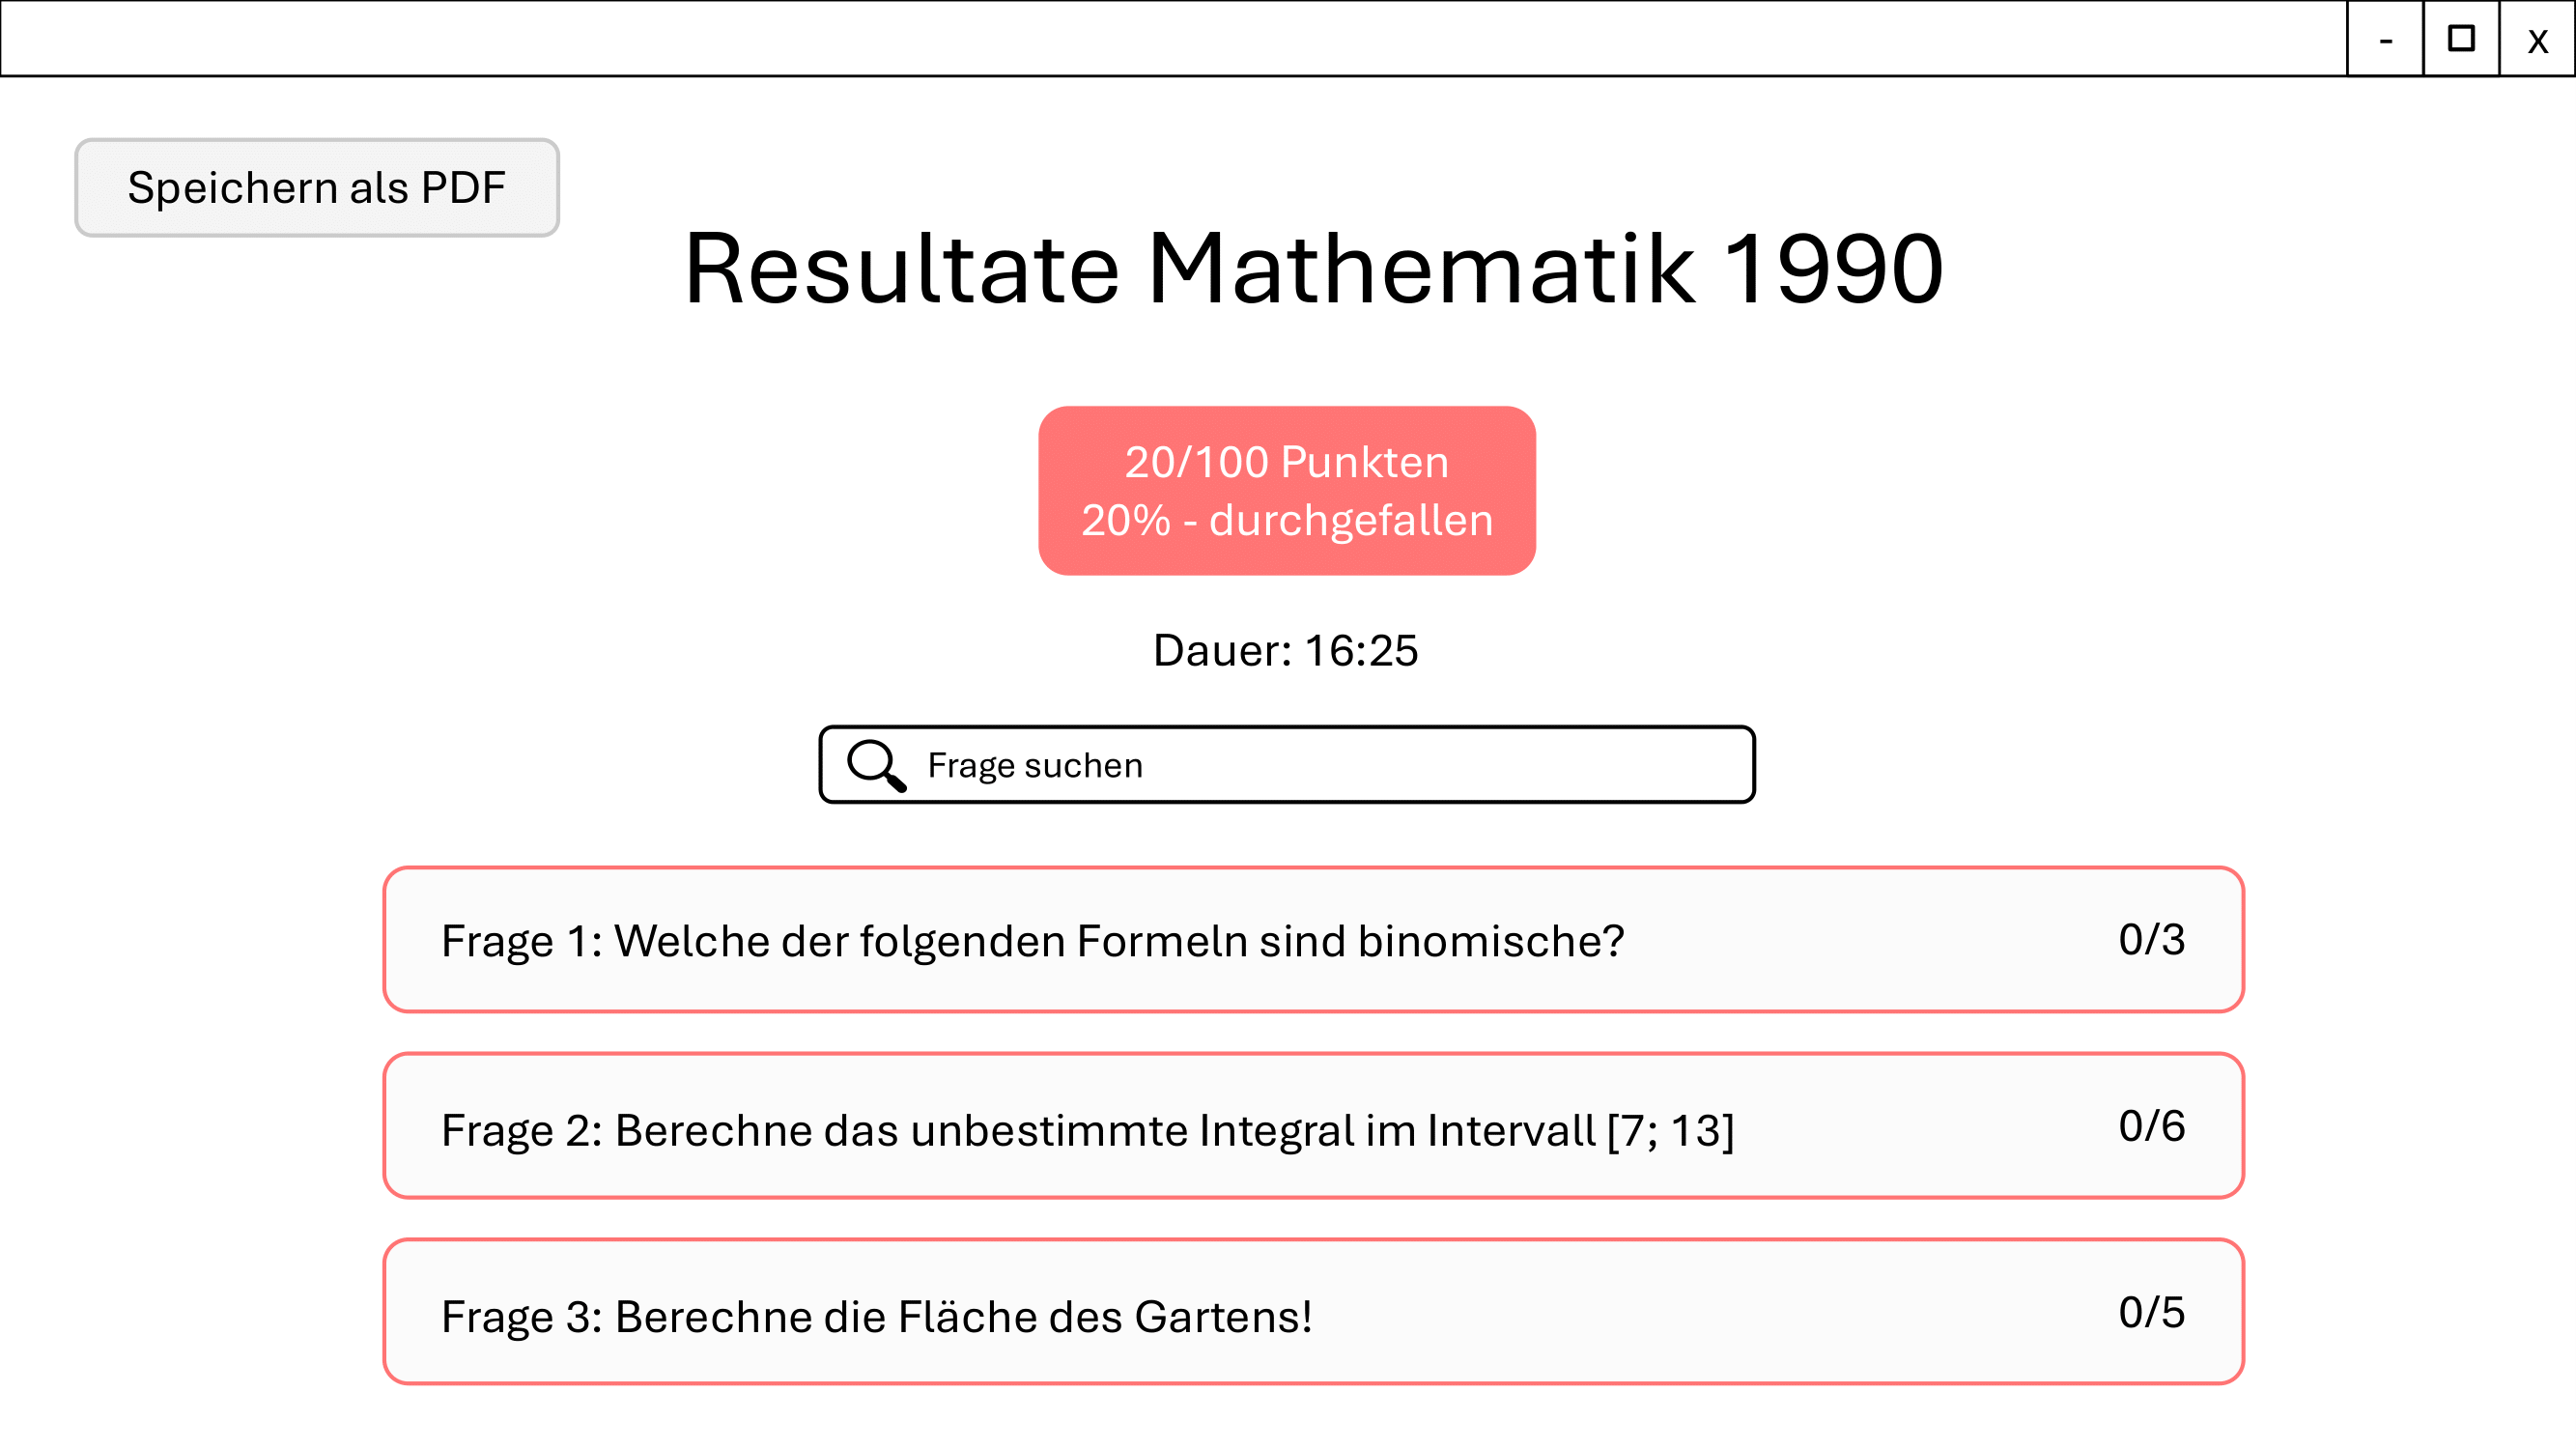 - x
Speichern als PDF
Resultate Mathematik 1990
20/100 Punkten
20% - durchgefallen
Dauer: 16:25
Frage suchen
Frage 1: Welche der folgenden Formeln sind binomische? 0/3
Frage 2: Berechne das unbestimmte Integral im Intervall [7; 13] 0/6
Frage 3: Berechne die Fläche des Gartens! 0/5